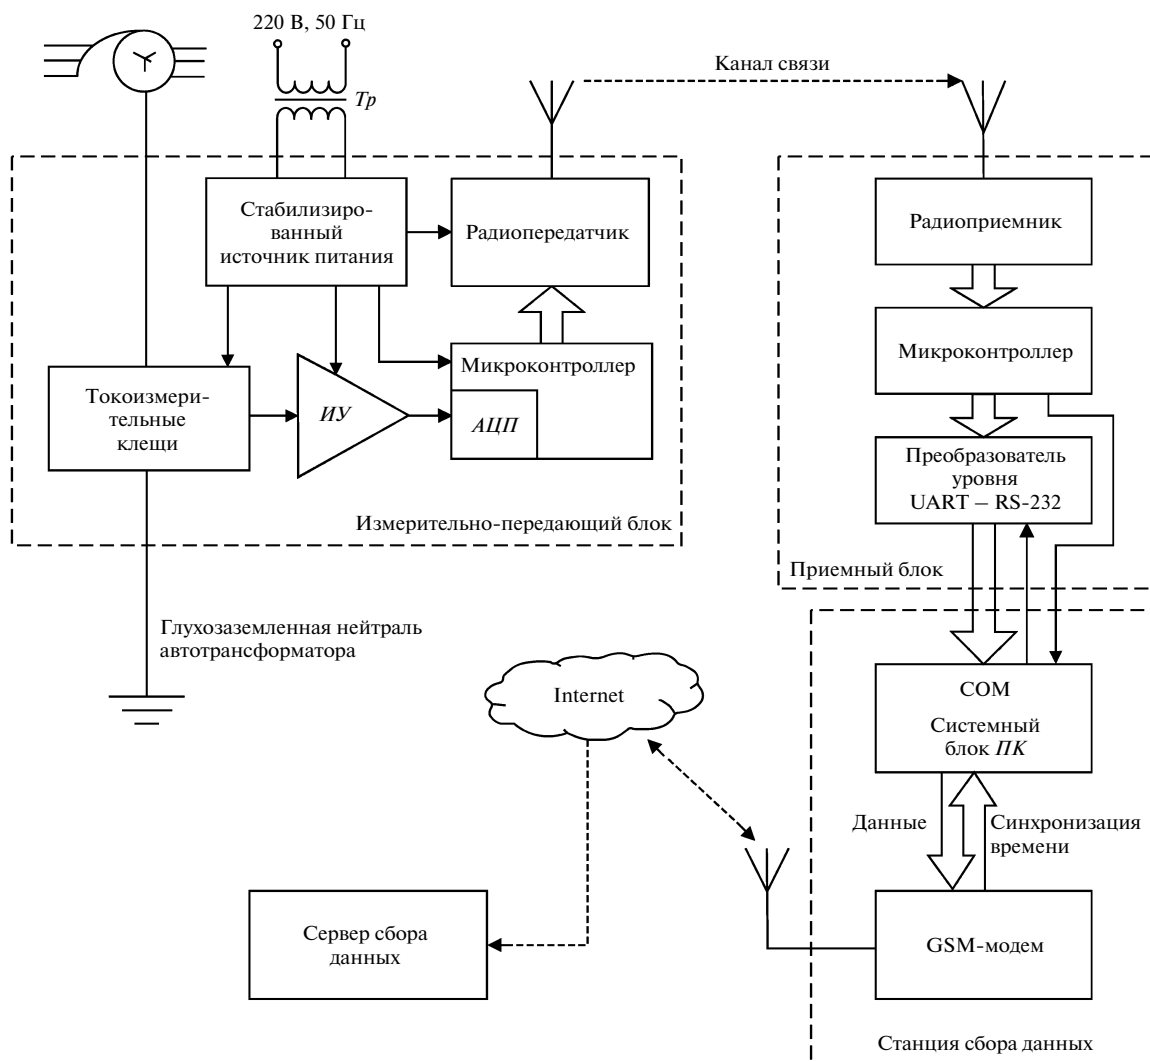 220 В, 50 Гц
Тр
Канал связи
Стабилизиро-
ванный
источник питания
Радиопередатчик
Радиоприемник
Микроконтроллер
Токоизмери-
тельные
клещи
ИУ
Микроконтроллер
АЦП
Преобразователь
уровня
UART – RS-232
Измерительно-передающий блок
Приемный блок
Глухозаземленная нейтраль
автотрансформатора
Internet
COM
Системный
блок ПК
Данные
Синхронизация
времени
Сервер сбора
данных
GSM-модем
Станция сбора данных